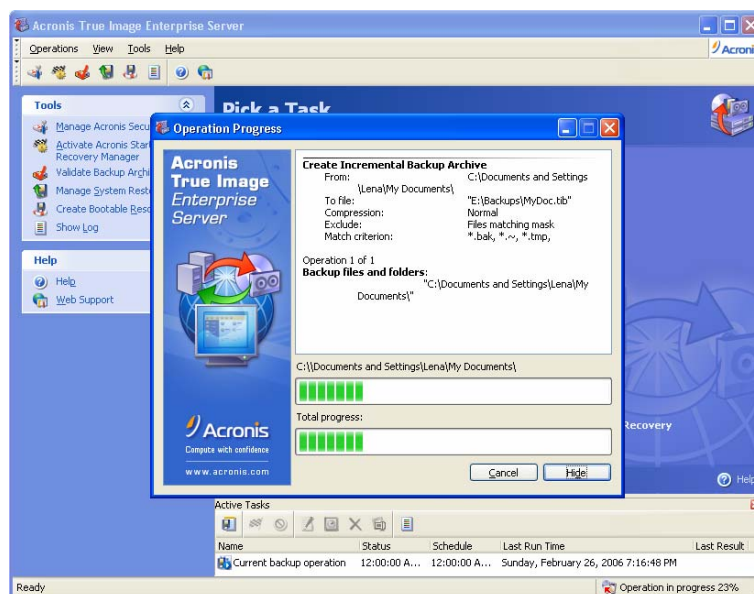 Acronis True Image Enterprise Server
Operations View Tools Help
Acroni
Tools
Manage Acronis Secu
Activate Acronis Star
Recovery Manager
Validate Backup Archi
Manage System Rest
Create Bootable Resc
Show Log
Help
Help
Web Support
Pick a Task
Operation Progress
Acronis
True Image
Enterprise
Server
Acronis
Compute with confidence
www.acronis.com
Create Incremental Backup Archive
From: C:\Documents and Settings
\Lena\My Documents\
To file: "E:\Backups\MyDoc.tib"
Compression: Normal
Exclude: Files matching mask
Match criterion: *.bak, *.~, *.tmp,
Operation 1 of 1
Backup files and folders:
"C:\Documents and Settings\Lena\My
Documents\"
C:\\Documents and Settings\Lena\My Documents\
Total progress:
Cancel Hide
Recovery
Help
Active Tasks
Name Status Schedule Last Run Time Last Result
Current backup operation 12:00:00 A... 12:00:00 A... Sunday, February 26, 2006 7:16:48 PM
Ready Operation in progress 23%